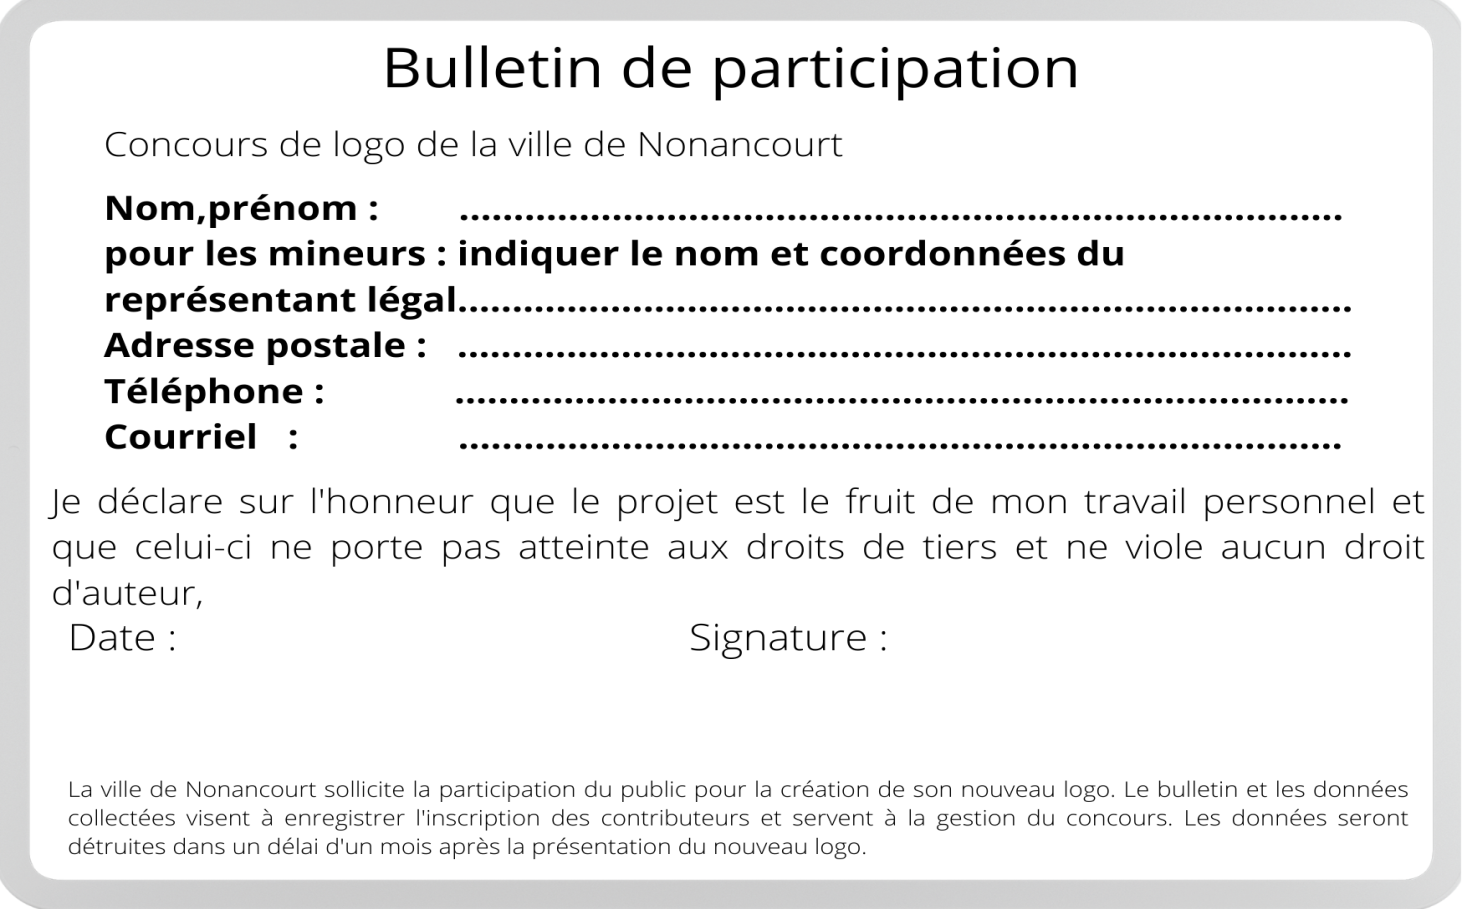 Bulletin de participation
Concours de logo de la ville de Nonancourt
Nom,prénom : ................................................................................
pour les mineurs : indiquer le nom et coordonnées du
représentant légal.................................................................................
Adresse postale : .................................................................................
Téléphone : .................................................................................
Courriel : ................................................................................
Je déclare sur l'honneur que le projet est le fruit de mon travail personnel et
que celui-ci ne porte pas atteinte aux droits de tiers et ne viole aucun droit
d'auteur,
Date : Signature :
La ville de Nonancourt sollicite la participation du public pour la création de son nouveau logo. Le bulletin et les données
collectées visent à enregistrer l'inscription des contributeurs et servent à la gestion du concours. Les données seront
détruites dans un délai d'un mois après la présentation du nouveau logo.